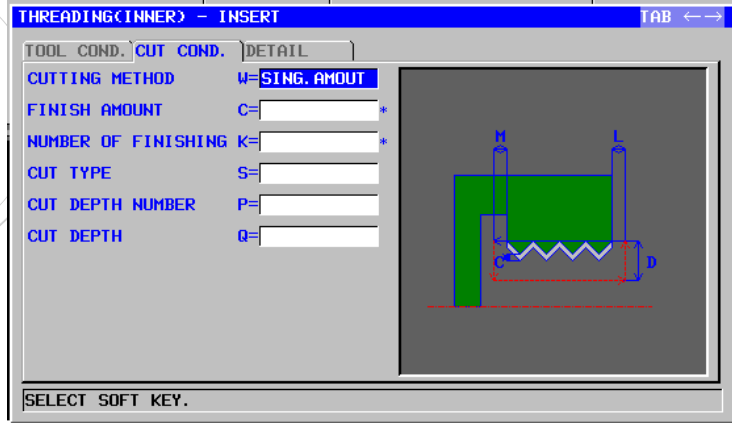 THREADING(INNER) - INSERT TAB ←→
TOOL COND. CUT COND. DETAIL
CUTTING METHOD W=SING.AMOUT
FINISH AMOUNT C= *
NUMBER OF FINISHING K= *
CUT TYPE S=
CUT DEPTH NUMBER P=
CUT DEPTH Q=
M L
C D
SELECT SOFT KEY.